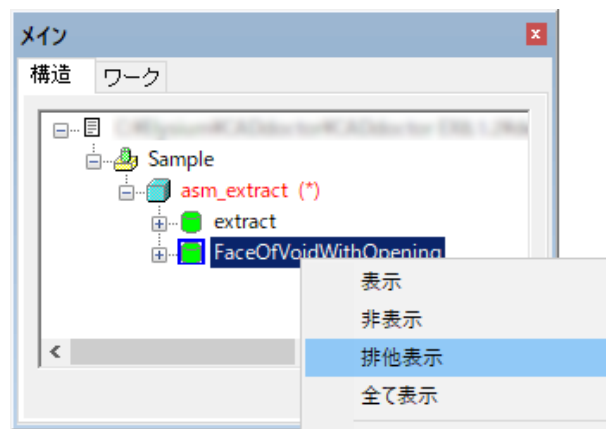 メイン
構造 ワーク
Sample
asm_extract (*)
extract
FaceOfVoidWithOpening
表示
非表示
排他表示
全て表示